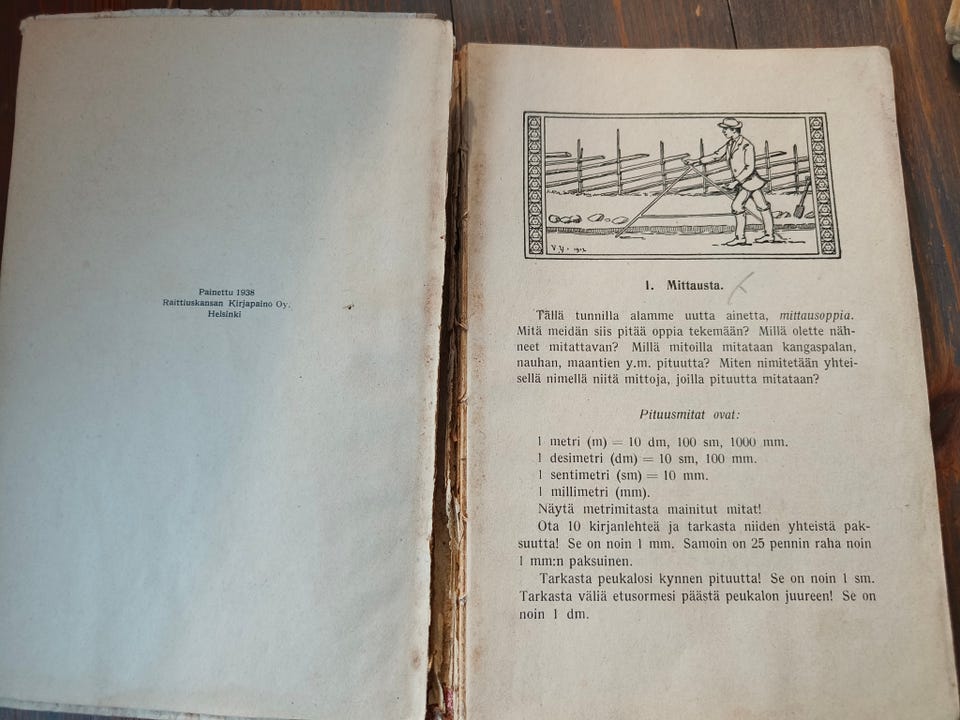 Painettu 1938
Raittiuskansan Kirjapaino Oy.
Helsinki
V.Y. 1912
1. Mittausta.
Tällä tunnilla alamme uutta ainetta, mittausoppia.
Mitä meidän siis pitää oppia tekemään? Millä olette näh-
neet mitattavan? Millä mitoilla mitataan kangaspalan,
nauhan, maantien y.m. pituutta? Miten nimitetään yhtei-
sellä nimellä niitä mittoja, joilla pituutta mitataan?
Pituusmitat ovat:
1 metri (m) = 10 dm, 100 sm, 1000 mm.
1 desimetri (dm) = 10 sm, 100 mm.
1 sentimetri (sm) = 10 mm.
1 millimetri (mm).
Näytä metrimitasta mainitut mitat!
Ota 10 kirjanlehteä ja tarkasta niiden yhteistä pak-
suutta! Se on noin 1 mm. Samoin on 25 pennin raha noin
1 mm:n paksuinen.
Tarkasta peukalosi kynnen pituutta! Se on noin 1 sm.
Tarkasta väliä etusormesi päästä peukalon juureen! Se on
noin 1 dm.